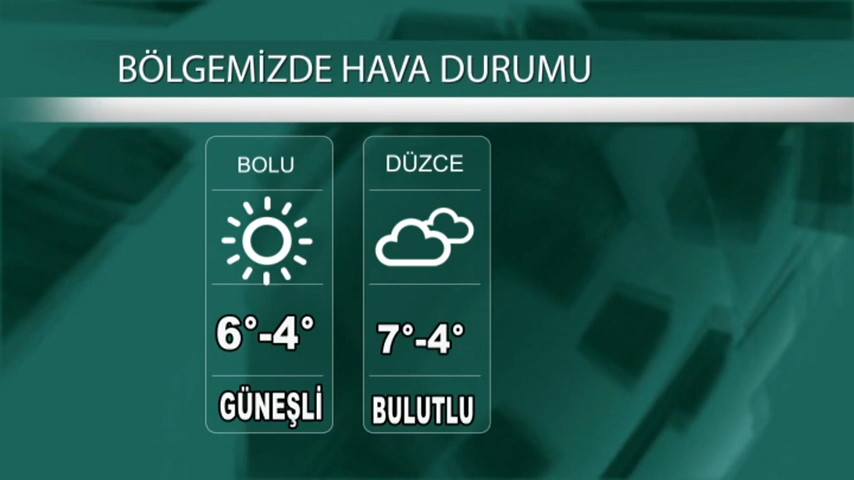 BÖLGEMİZDE HAVA DURUMU
BOLU
6°-4°
GÜNEŞLİ
DÜZCE
7°-4°
BULUTLU